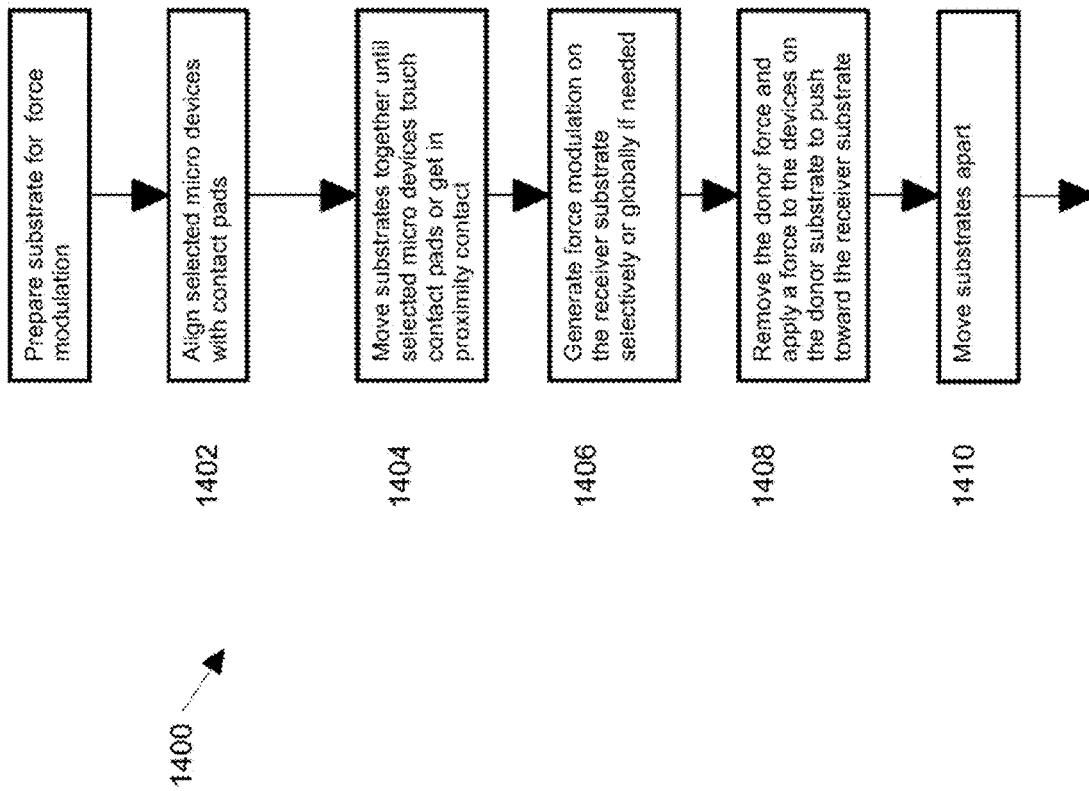 1400
Prepare substrate for force
modulation
1402
Align selected micro devices
with contact pads
1404
Move substrates together until
selected micro devices touch
contact pads or get in
proximity contact
1406
Generate force modulation on
the receiver substrate
selectively or globally if needed
1408
Remove the donor force and
apply a force to the devices on
the donor substrate to push
toward the receiver substrate
1410
Move substrates apart